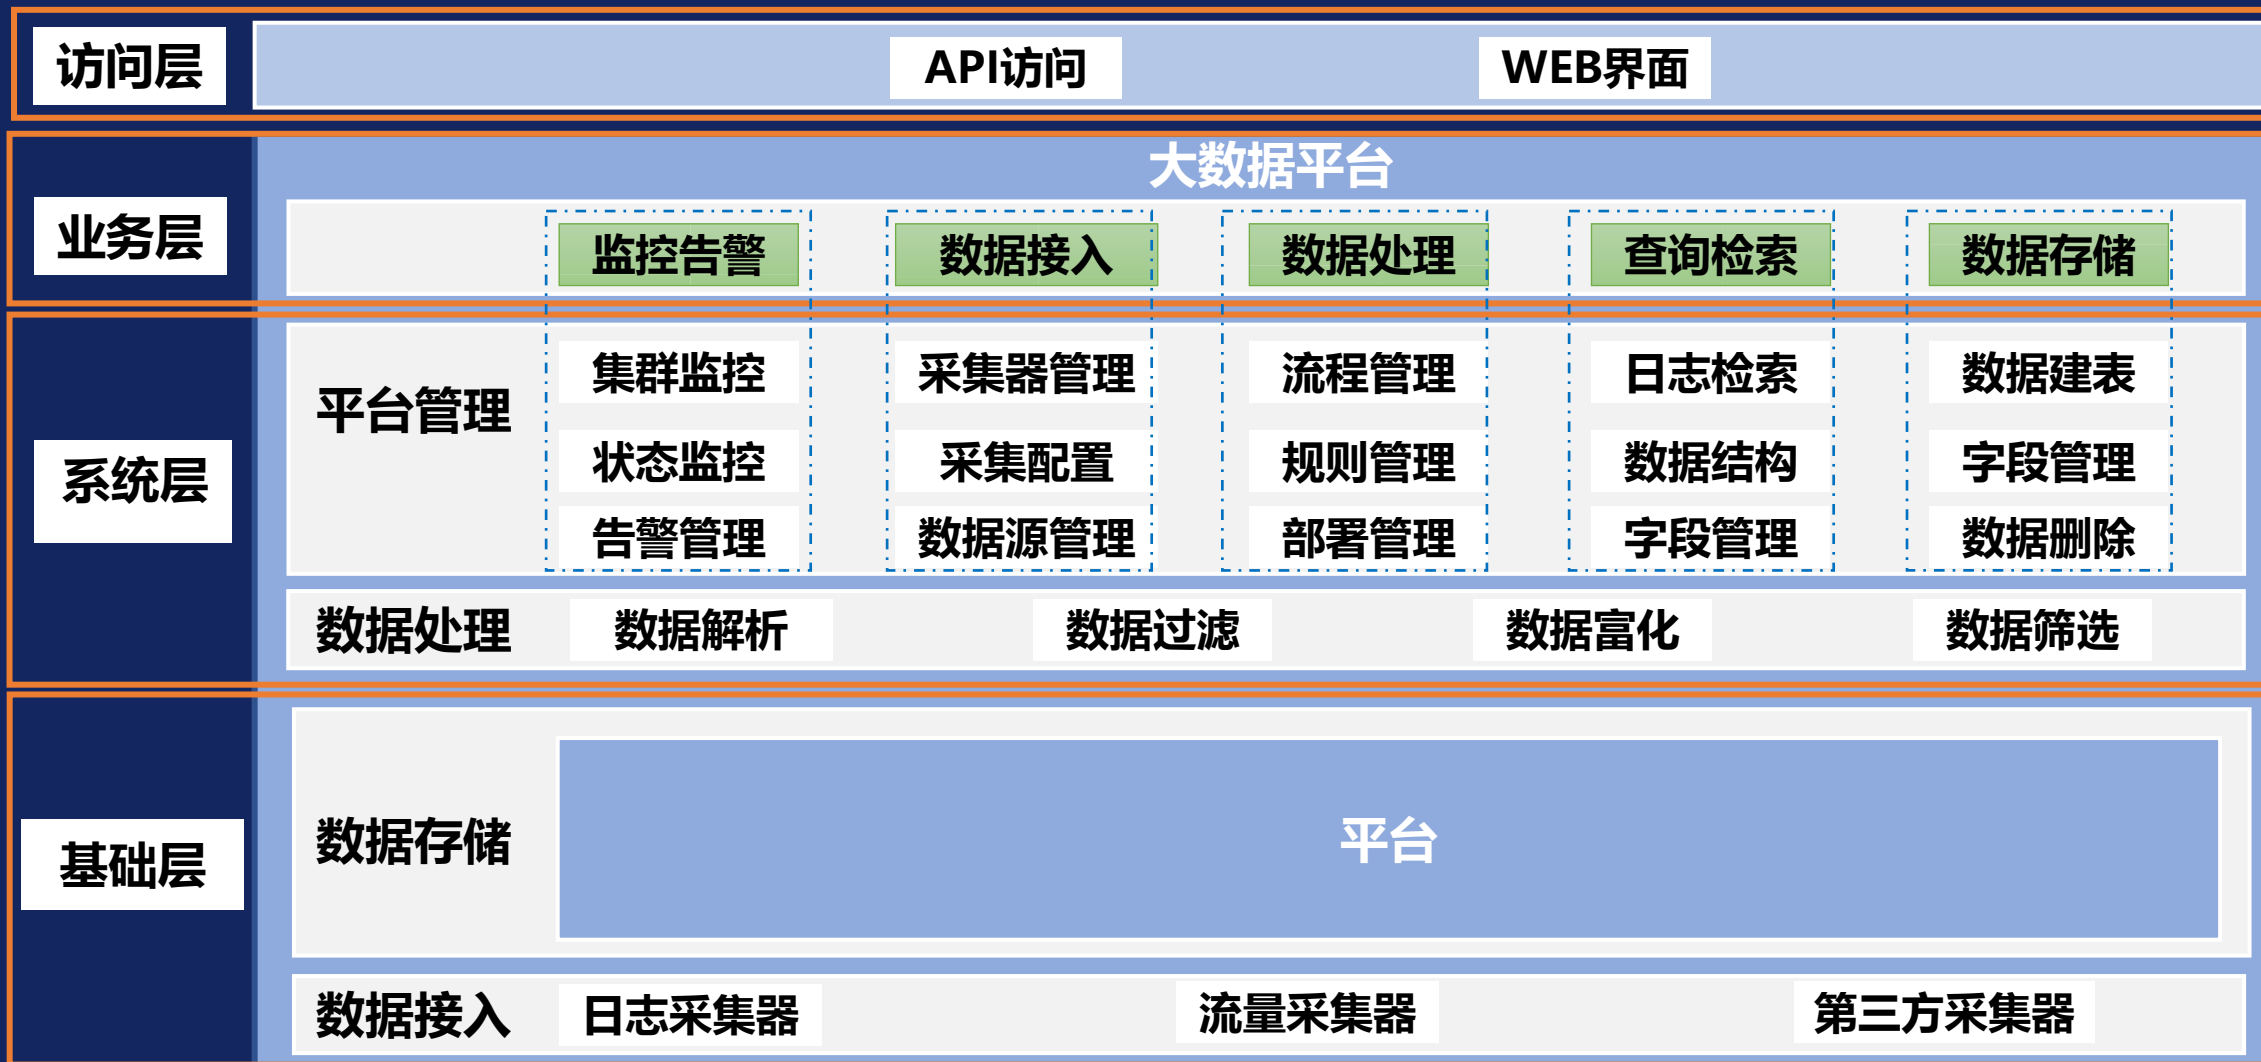 访问层
API访问 WEB界面
大数据平台
业务层
监控告警 数据接入 数据处理 查询检索 数据存储
系统层
平台管理
集群监控 采集器管理 流程管理 日志检索 数据建表
状态监控 采集配置 规则管理 数据结构 字段管理
告警管理 数据源管理 部署管理 字段管理 数据删除
数据处理 数据解析 数据过滤 数据富化 数据筛选
基础层
数据存储 平台
数据接入 日志采集器 流量采集器 第三方采集器